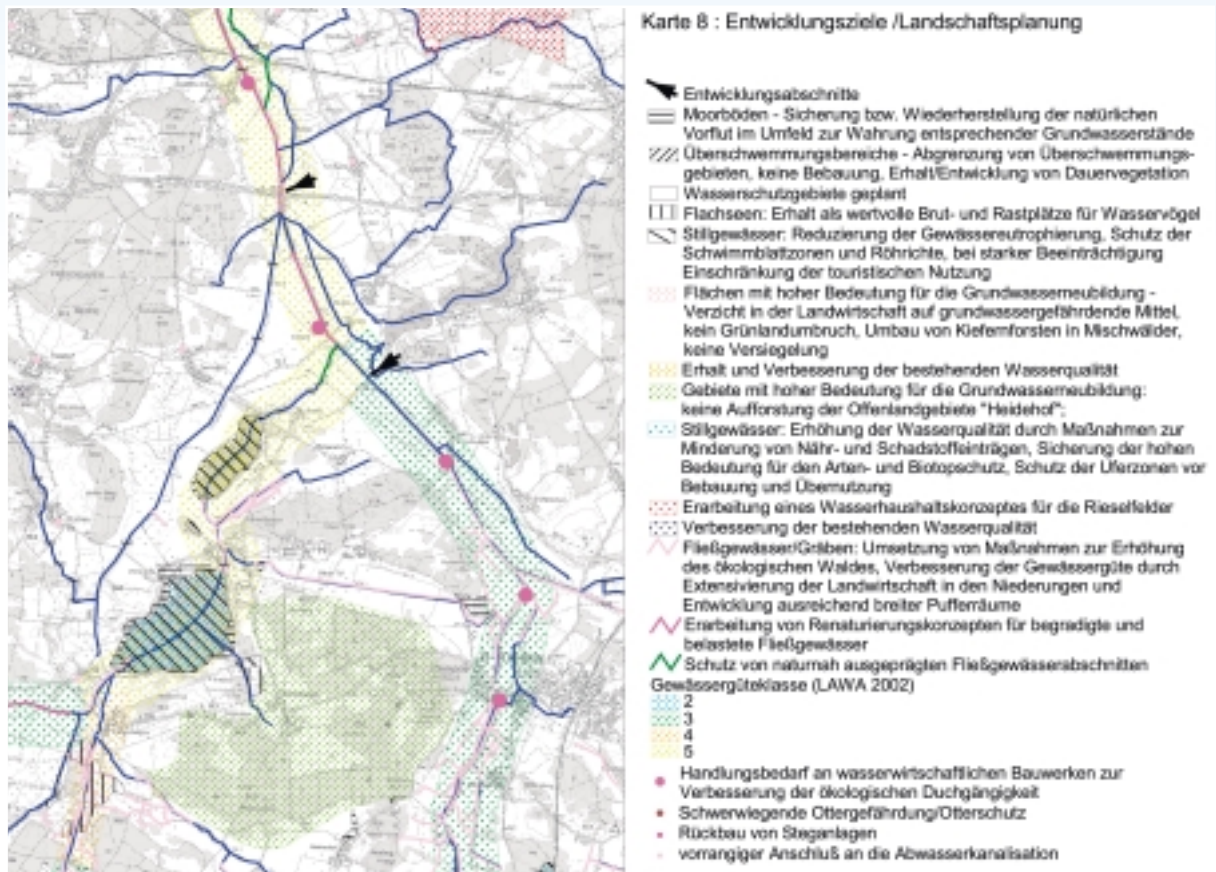 Karte 8 : Entwicklungsziele /Landschaftsplanung
Entwicklungsabschnitte
Moorböden - Sicherung bzw. Wiederherstellung der natürlichen
Vorflut im Umfeld zur Wahrung entsprechender Grundwasserstände
Überschwemmungsbereiche - Abgrenzung von Überschwemmungs-
gebieten, keine Bebauung, Erhalt/Entwicklung von Dauervegetation
Wasserschutzgebiete geplant
Flachseen: Erhalt als wertvolle Brut- und Rastplätze für Wasservögel
Stillgewässer: Reduzierung der Gewässereutrophierung, Schutz der
Schwimmblattzonen und Röhrichte, bei starker Beeinträchtigung
Einschränkung der touristischen Nutzung
Flächen mit hoher Bedeutung für die Grundwasserneubildung -
Verzicht in der Landwirtschaft auf grundwassergefährdende Mittel,
kein Grünlandumbruch, Umbau von Kiefernforsten in Mischwälder,
keine Versiegelung
Erhalt und Verbesserung der bestehenden Wasserqualität
Gebiete mit hoher Bedeutung für die Grundwasserneubildung:
keine Aufforstung der Offenlandgebiete "Heidehof";
Stillgewässer: Erhöhung der Wasserqualität durch Maßnahmen zur
Minderung von Nähr- und Schadstoffeinträgen, Sicherung der hohen
Bedeutung für den Arten- und Biotopschutz, Schutz der Uferzonen vor
Bebauung und Übernutzung
Erarbeitung eines Wasserhaushaltskonzeptes für die Rieselfelder
Verbesserung der bestehenden Wasserqualität
Fließgewässer/Gräben: Umsetzung von Maßnahmen zur Erhöhung
des ökologischen Waldes, Verbesserung der Gewässergüte durch
Extensivierung der Landwirtschaft in den Niederungen und
Entwicklung ausreichend breiter Pufferräume
Erarbeitung von Renaturierungskonzepten für begradigte und
belastete Fließgewässer
Schutz von naturnah ausgeprägten Fließgewässerabschnitten
Gewässergüteklasse (LAWA 2002)
2
3
4
5
Handlungsbedarf an wasserwirtschaftlichen Bauwerken zur
Verbesserung der ökologischen Duchgängigkeit
Schwerwiegende Ottergefährdung/Otterschutz
Rückbau von Steganlagen
vorrangiger Anschluß an die Abwasserkanalisation